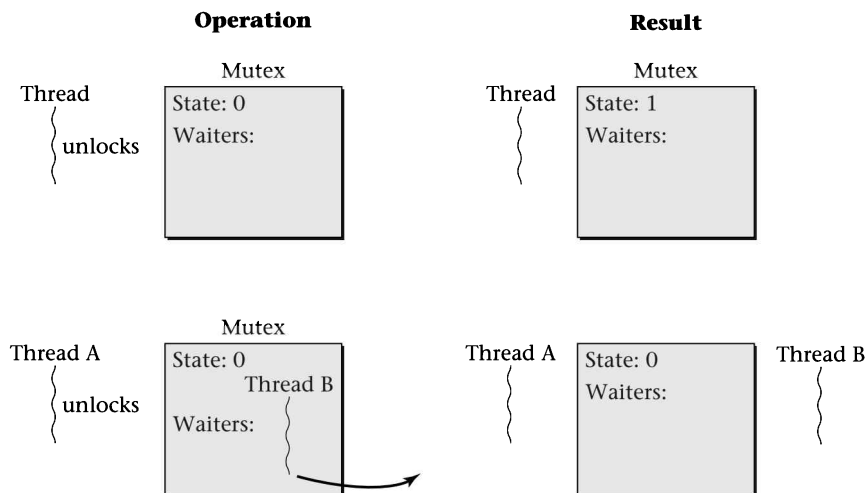 Operation
Result
Mutex
Mutex
Thread
State: 0
Thread
State: 1
Waiters:
Waiters:
unlocks
Mutex
Thread A
State: 0
Thread A
State: 0
Thread B
Thread B
Waiters:
unlocks
Waiters: